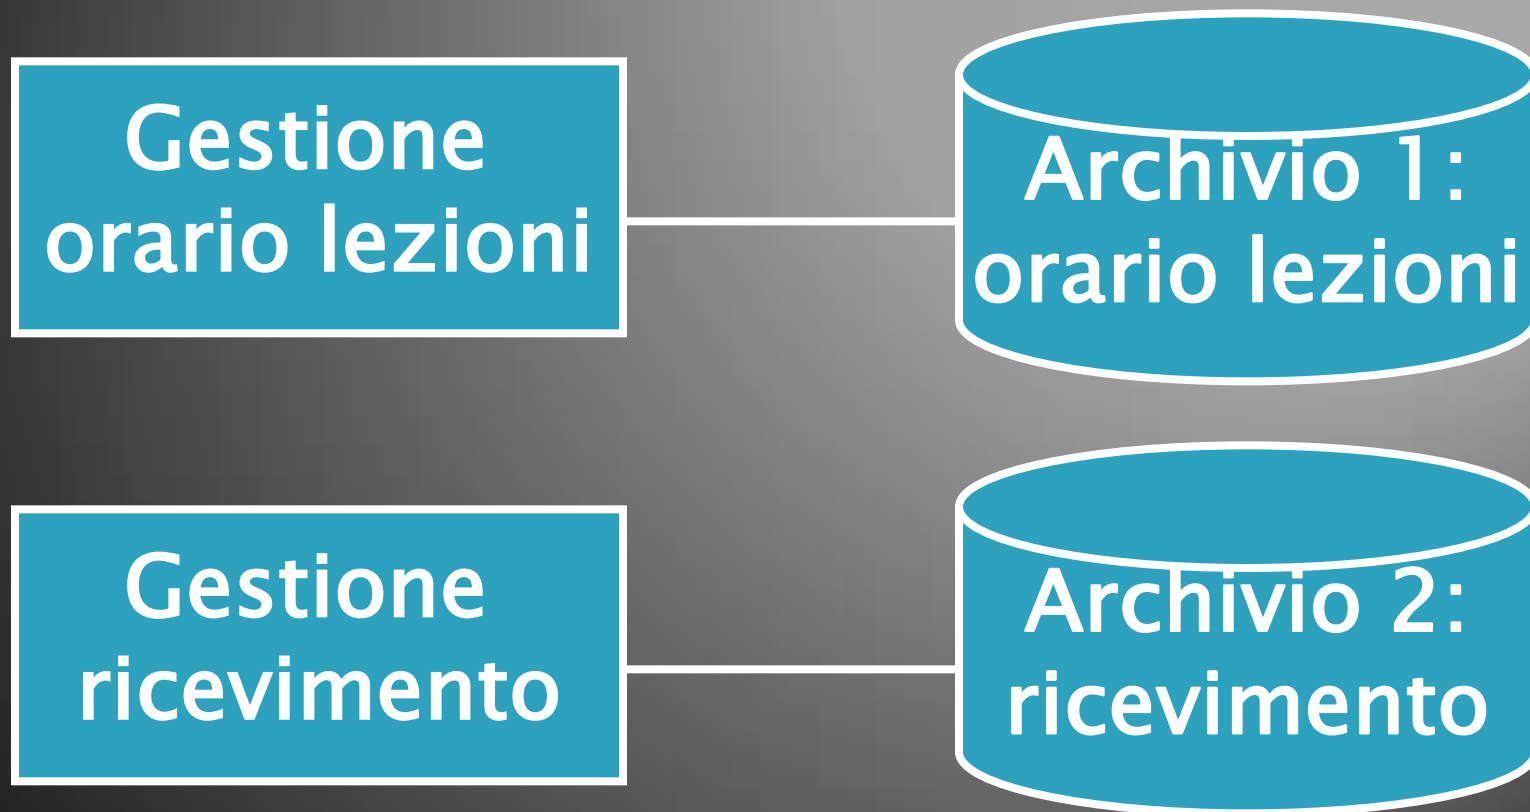 Gestione
orario lezioni
Archivio 1:
orario lezioni
Gestione
ricevimento
Archivio 2:
ricevimento